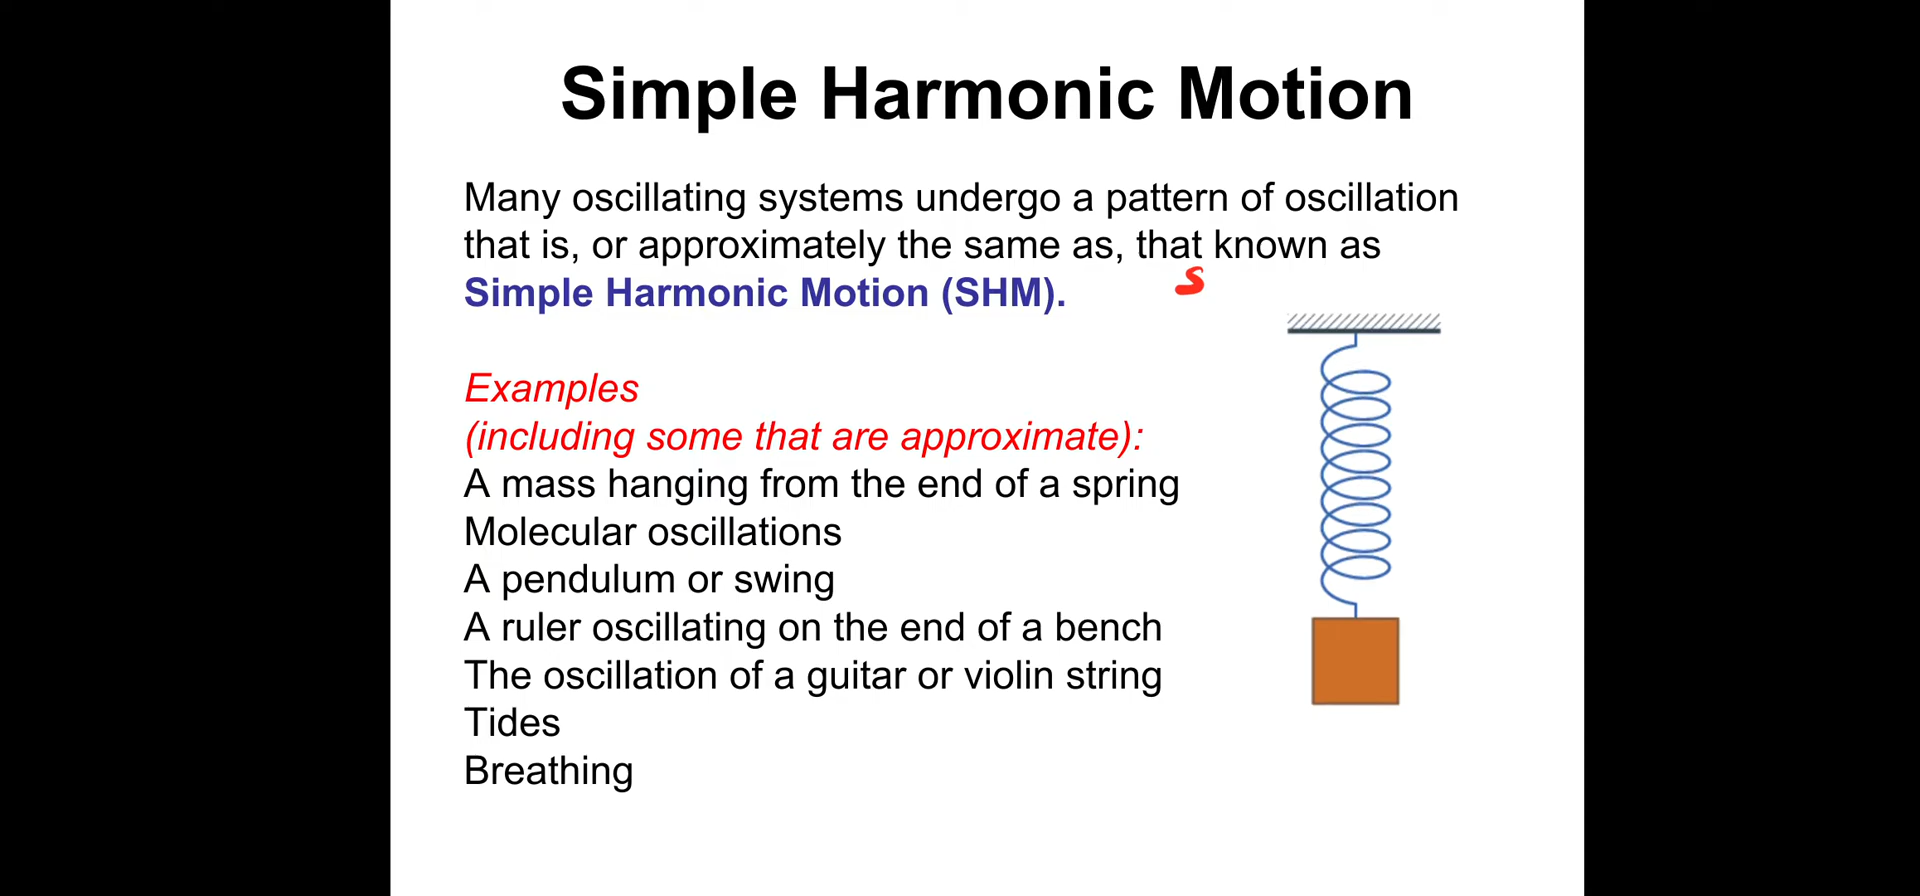 Simple Harmonic Motion
Many oscillating systems undergo a pattern of oscillation
that is, or approximately the same as, that known as
Simple Harmonic Motion (SHM).
S
Examples
(including some that are approximate):
A mass hanging from the end of a spring
Molecular oscillations
A pendulum or swing
A ruler oscillating on the end of a bench
The oscillation of a guitar or violin string
Tides
Breathing